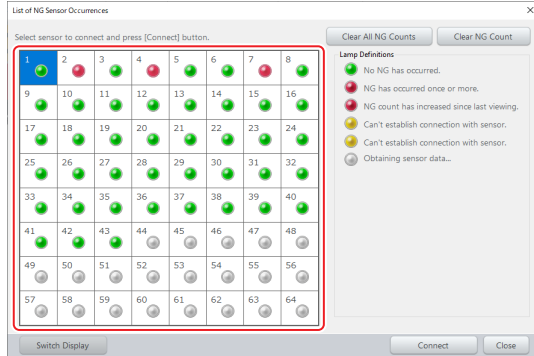 List of NG Sensor Occurrences
Select sensor to connect and press [Connect] button.
Clear All NG Counts
Clear NG Count
Lamp Definitions
No NG has occurred.
NG has occurred once or more.
NG count has increased since last viewing.
Can't establish connection with sensor.
Can't establish connection with sensor.
Obtaining sensor data...
1 2 3 4 5 6 7 8
9 10 11 12 13 14 15 16
17 18 19 20 21 22 23 24
25 26 27 28 29 30 31 32
33 34 35 36 37 38 39 40
41 42 43 44 45 46 47 48
49 50 51 52 53 54 55 56
57 58 59 60 61 62 63 64
Switch Display
Connect
Close